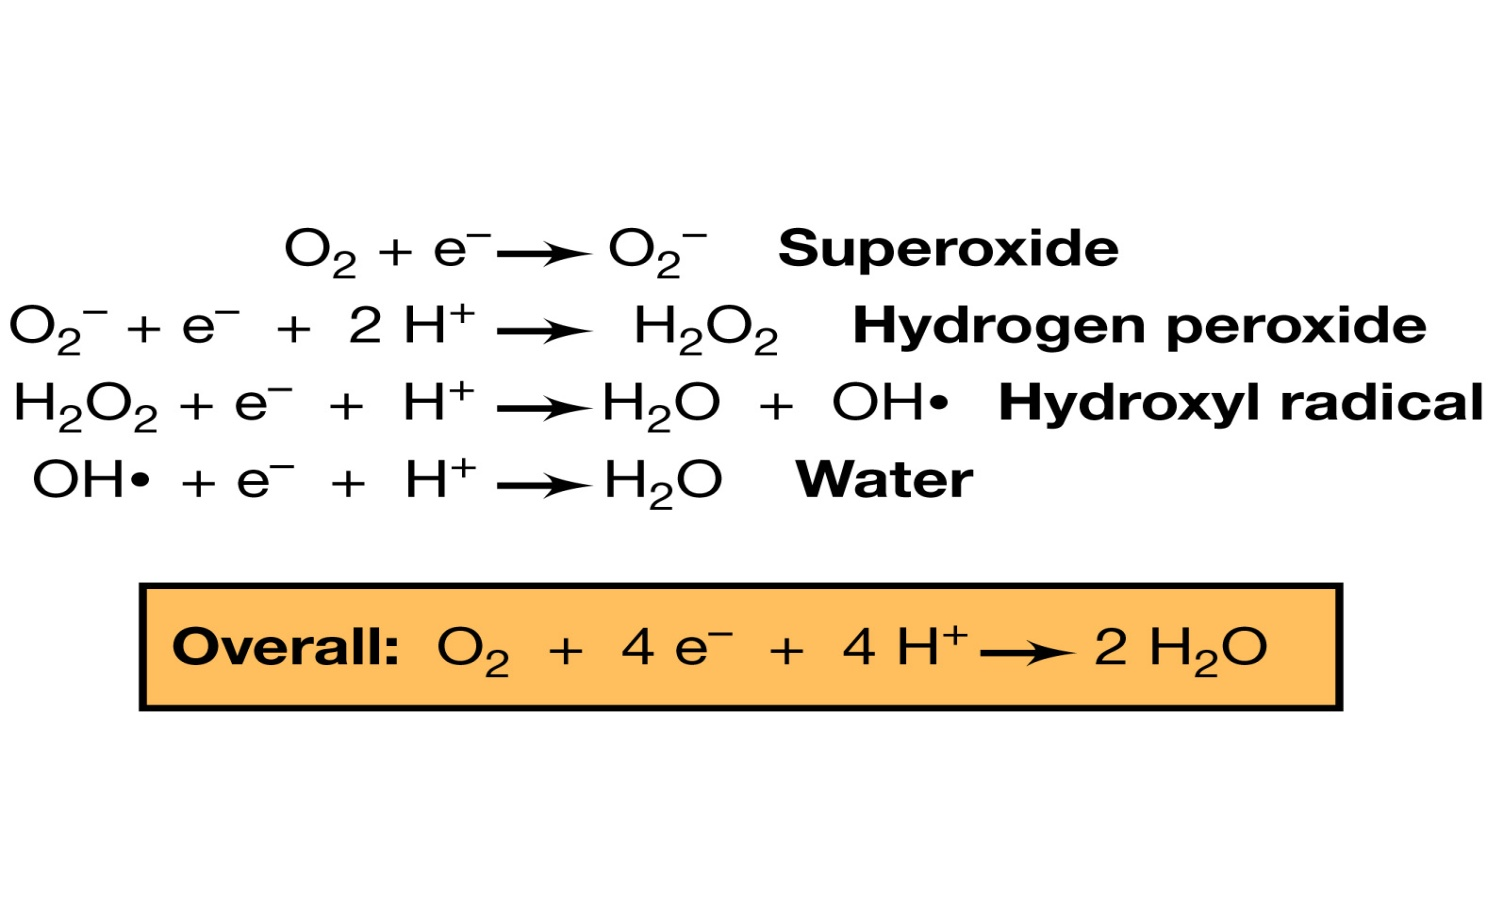 O₂ + e⁻ → O₂⁻ Superoxide
O₂⁻ + e⁻ + 2 H⁺ → H₂O₂ Hydrogen peroxide
H₂O₂ + e⁻ + H⁺ → H₂O + OH• Hydroxyl radical
OH• + e⁻ + H⁺ → H₂O Water
Overall: O₂ + 4 e⁻ + 4 H⁺ → 2 H₂O